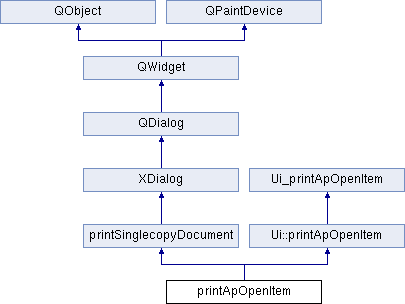 QObject
QPaintDevice
QWidget
QDialog
XDialog
Ui_printApOpenItem
printSinglecopyDocument
Ui::printApOpenItem
printApOpenItem